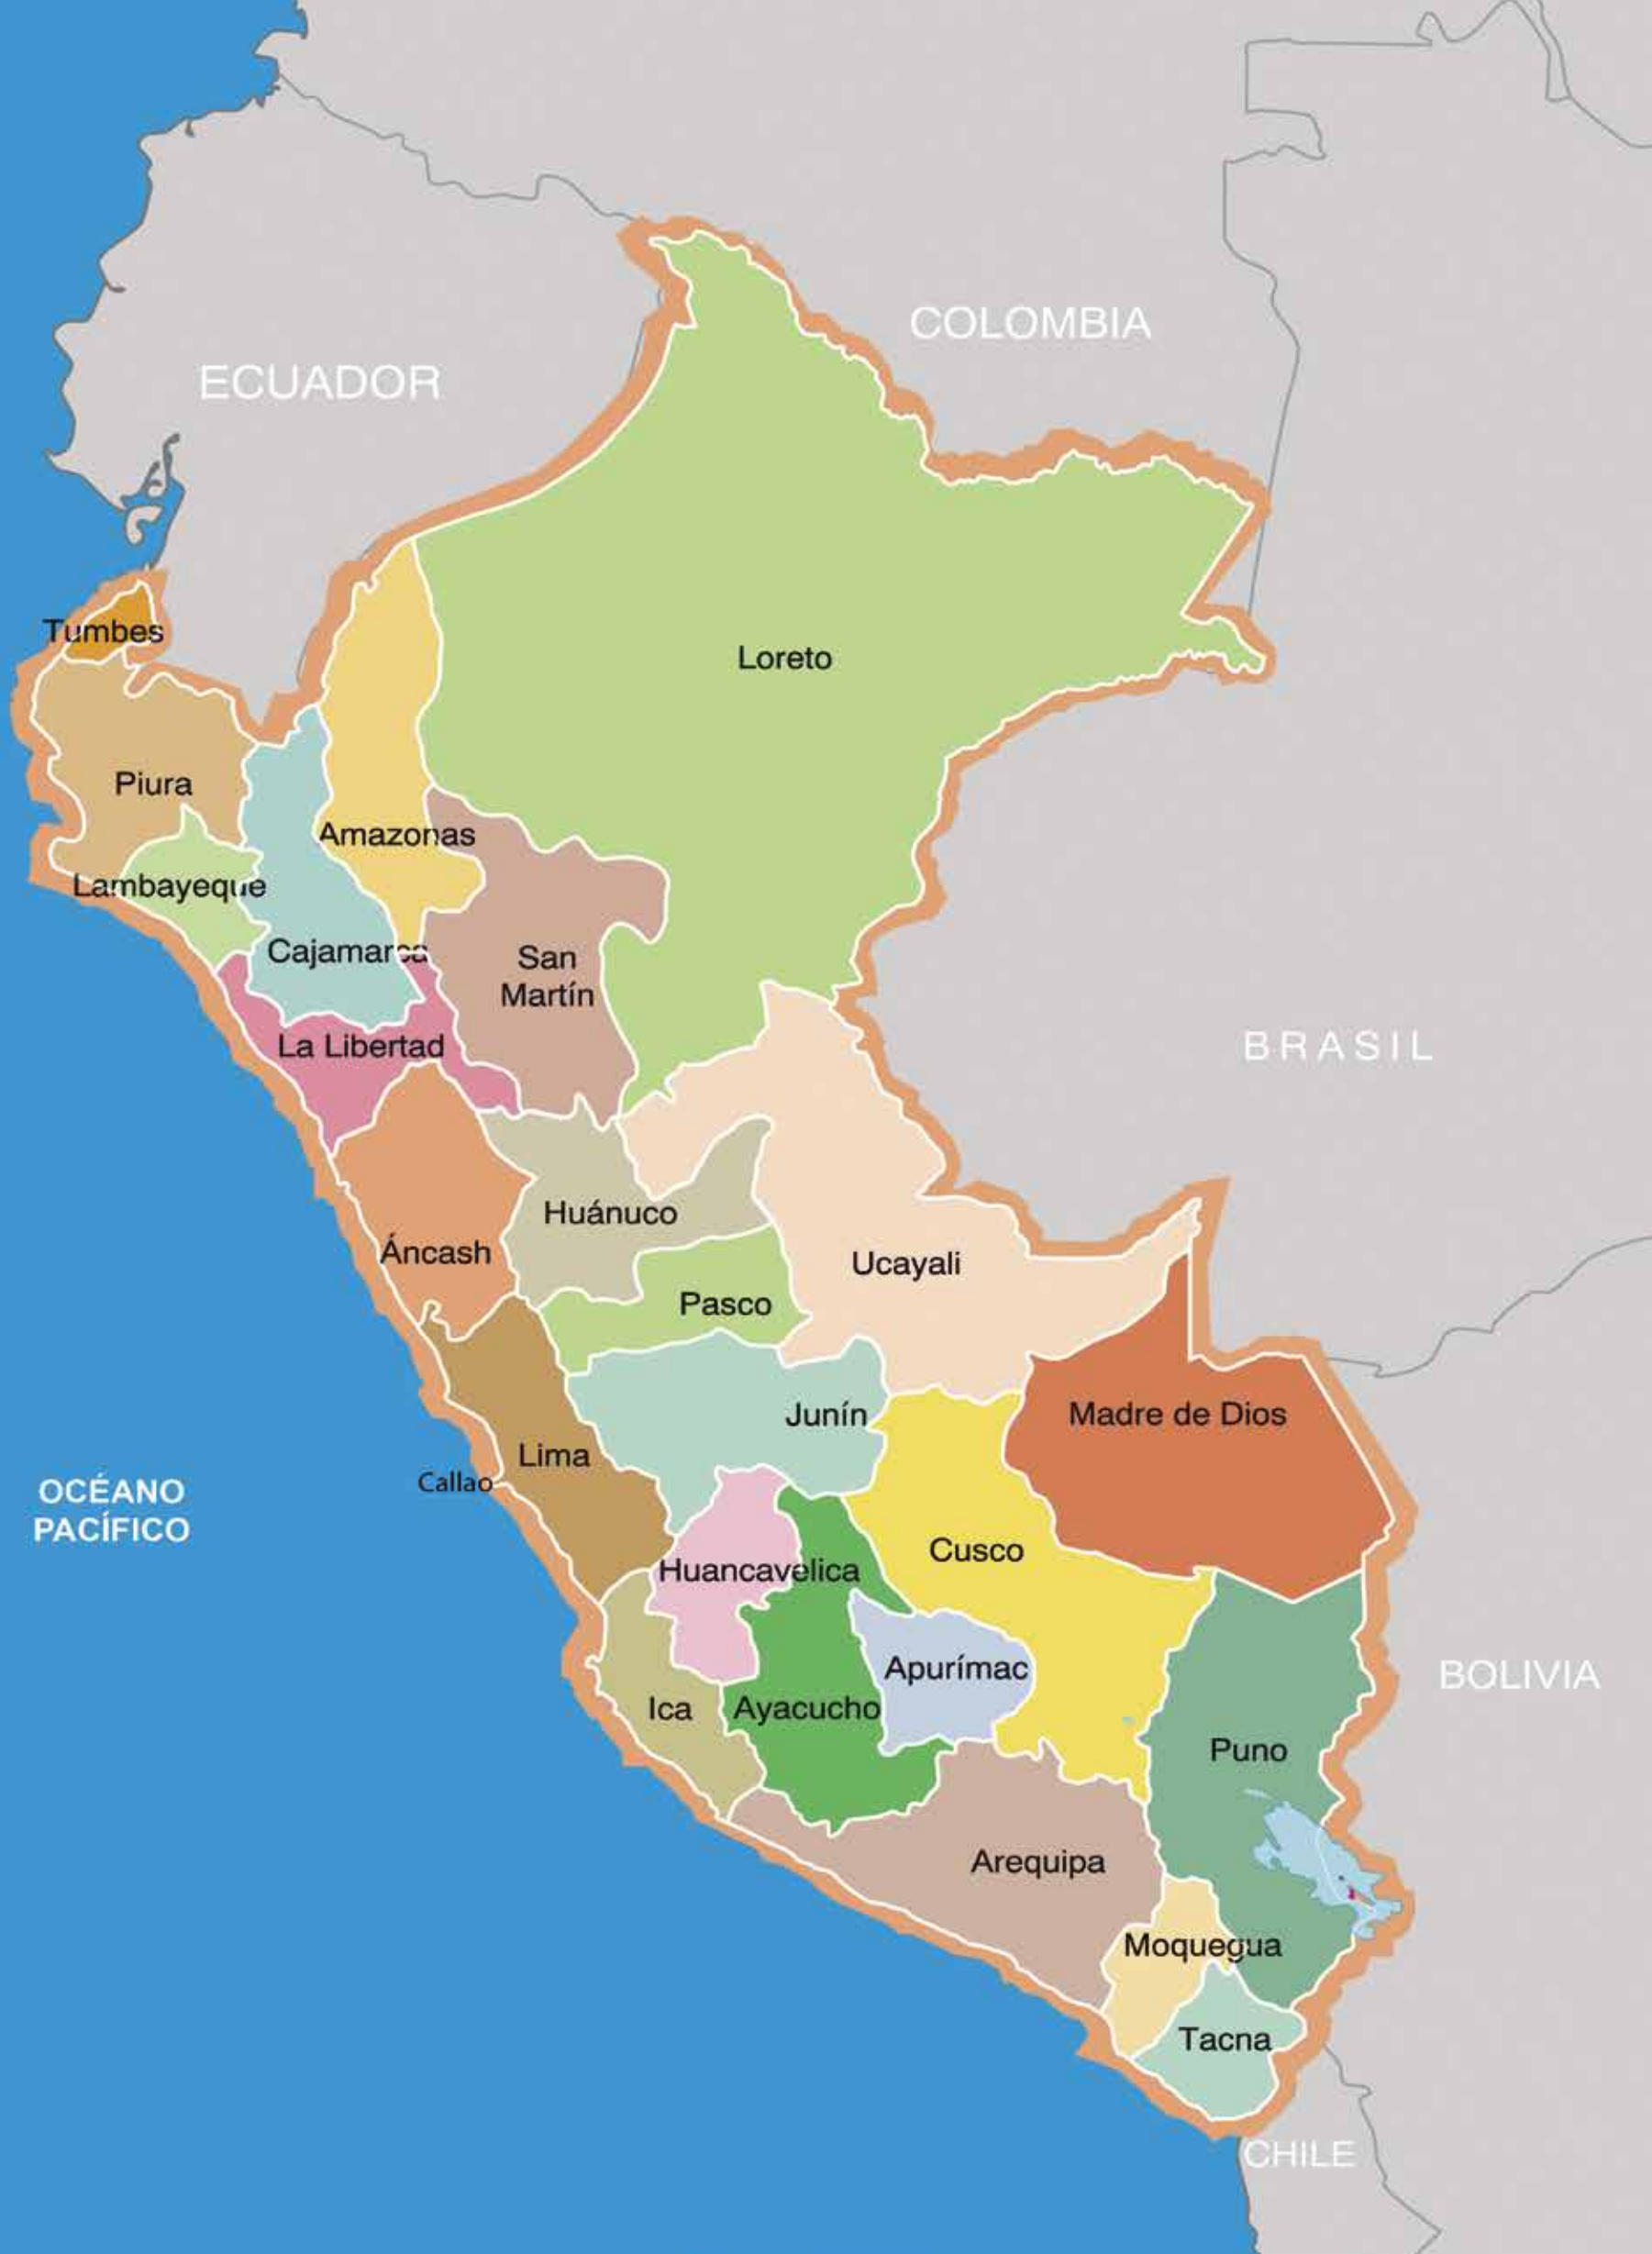 COLOMBIA
ECUADOR
Tumbes
Loreto
Piura
Amazonas
Lambayeque
Cajamarca
San
Martín
La Libertad
BRASIL
Huánuco
Áncash
Ucayali
Pasco
Junín
Madre de Dios
Lima
Callao
OCÉANO
PACÍFICO
Cusco
Huancavelica
Apurímac
BOLIVIA
Ica
Ayacucho
Puno
Arequipa
Moquegua
Tacna
CHILE